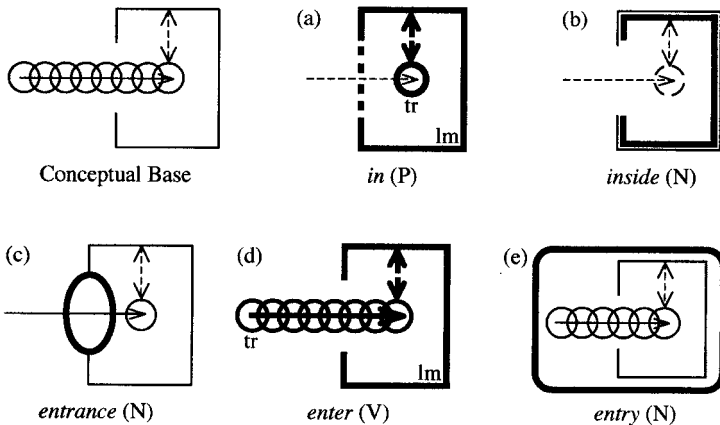 (a)
(b)
tr
lm
Conceptual Base
in (P)
inside (N)
(c)
(d)
(e)
tr
lm
entrance (N)
enter (V)
entry (N)